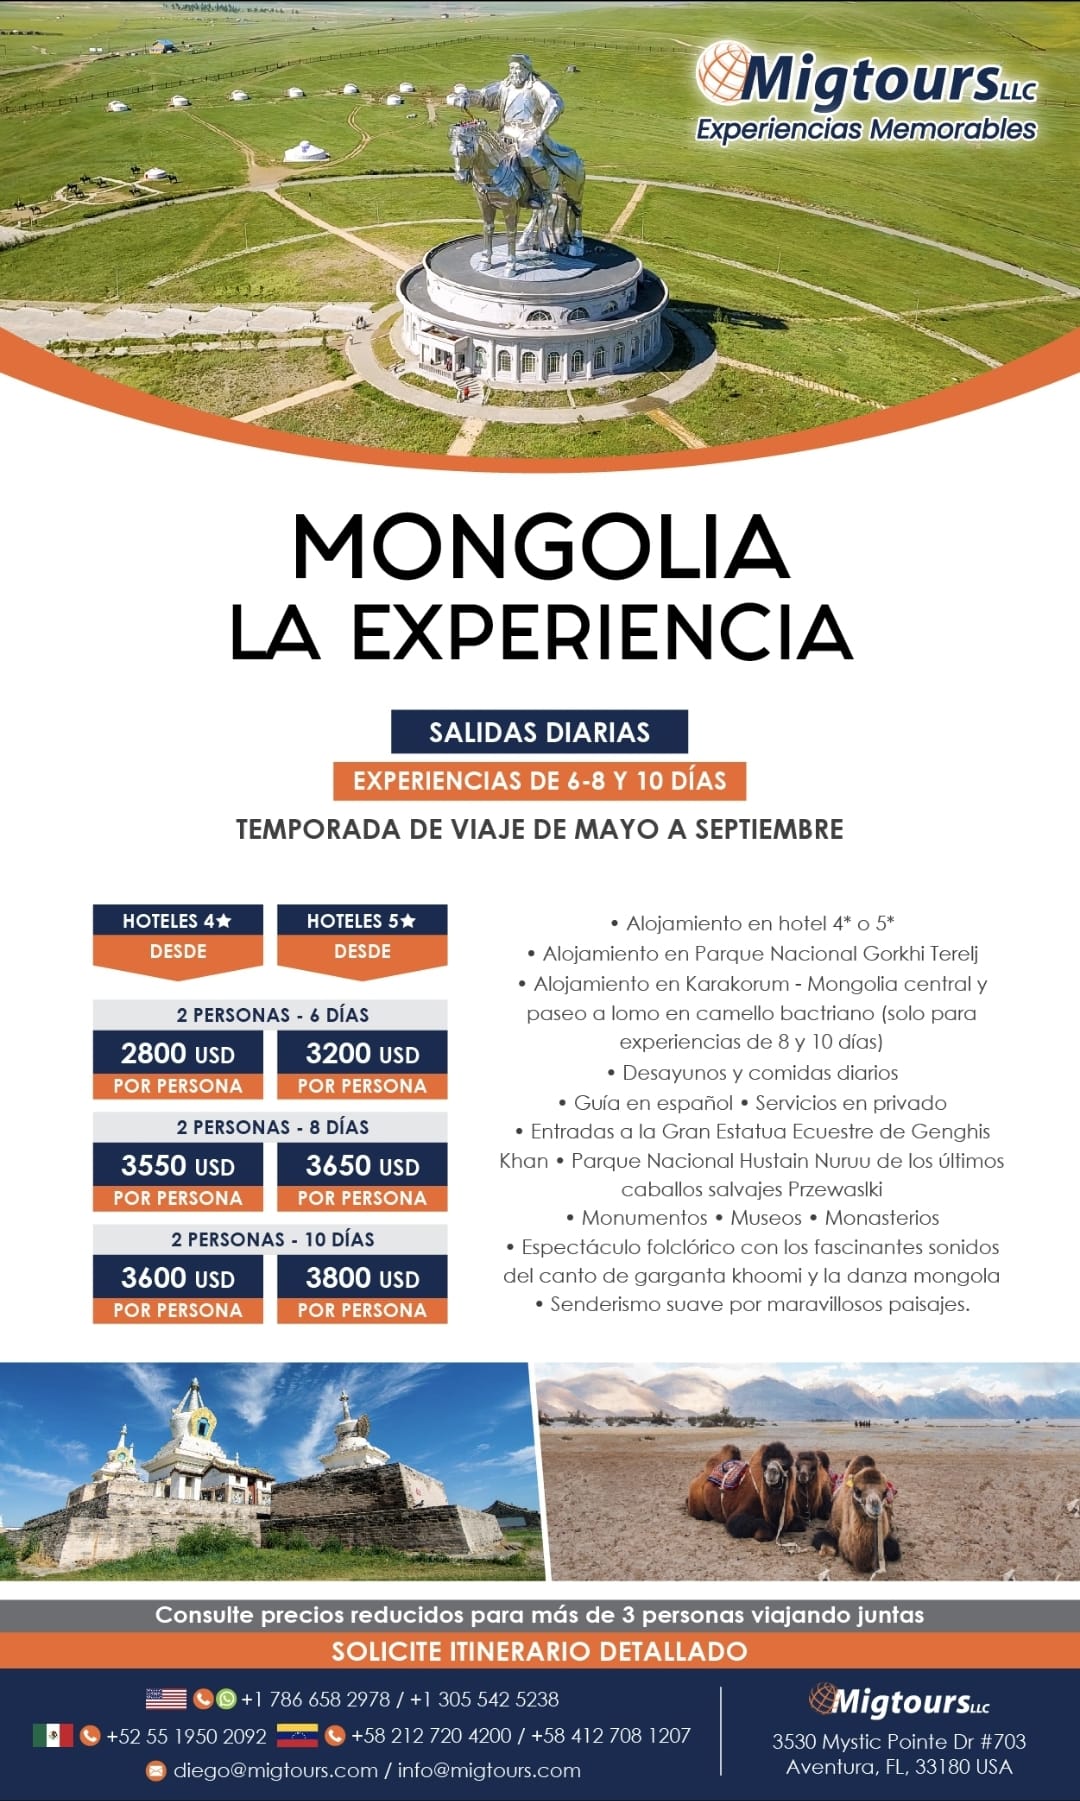 Migtours LLC
Experiencias Memorables
MONGOLIA
LA EXPERIENCIA
SALIDAS DIARIAS
EXPERIENCIAS DE 6-8 Y 10 DÍAS
TEMPORADA DE VIAJE DE MAYO A SEPTIEMBRE
HOTELES 4★ HOTELES 5★
DESDE DESDE
2 PERSONAS - 6 DÍAS
2800 USD 3200 USD
POR PERSONA POR PERSONA
2 PERSONAS - 8 DÍAS
3550 USD 3650 USD
POR PERSONA POR PERSONA
2 PERSONAS - 10 DÍAS
3600 USD 3800 USD
POR PERSONA POR PERSONA
• Alojamiento en hotel 4* o 5*
• Alojamiento en Parque Nacional Gorkhi Terelj
• Alojamiento en Karakorum - Mongolia central y
paseo a lomo en camello bactriano (solo para
experiencias de 8 y 10 días)
• Desayunos y comidas diarios
• Guía en español • Servicios en privado
• Entradas a la Gran Estatua Ecuestre de Genghis
Khan • Parque Nacional Hustain Nuruu de los últimos
caballos salvajes Przewaslki
• Monumentos • Museos • Monasterios
• Espectáculo folclórico con los fascinantes sonidos
del canto de garganta khoomi y la danza mongola
• Senderismo suave por maravillosos paisajes.
Consulte precios reducidos para más de 3 personas viajando juntas
SOLICITE ITINERARIO DETALLADO
+1 786 658 2978 / +1 305 542 5238
+52 55 1950 2092 +58 212 720 4200 / +58 412 708 1207
diego@migtours.com / info@migtours.com
Migtours LLC
3530 Mystic Pointe Dr #703
Aventura, FL, 33180 USA